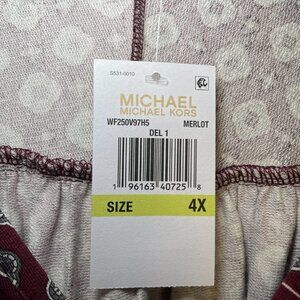 S531-0010
MICHAEL
MICHAEL KORS
WF250V97H5 MERLOT
DEL 1
1 96163 40725 8
SIZE 4X